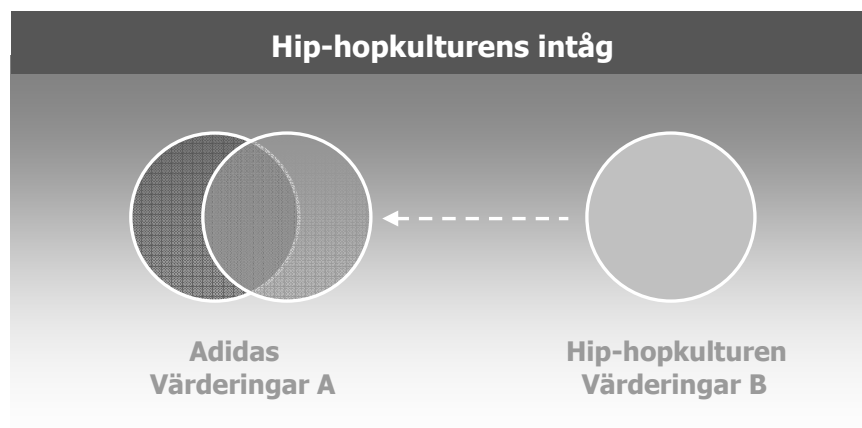 Hip-hopkulturens intåg
Adidas
Värderingar A
Hip-hopkulturen
Värderingar B